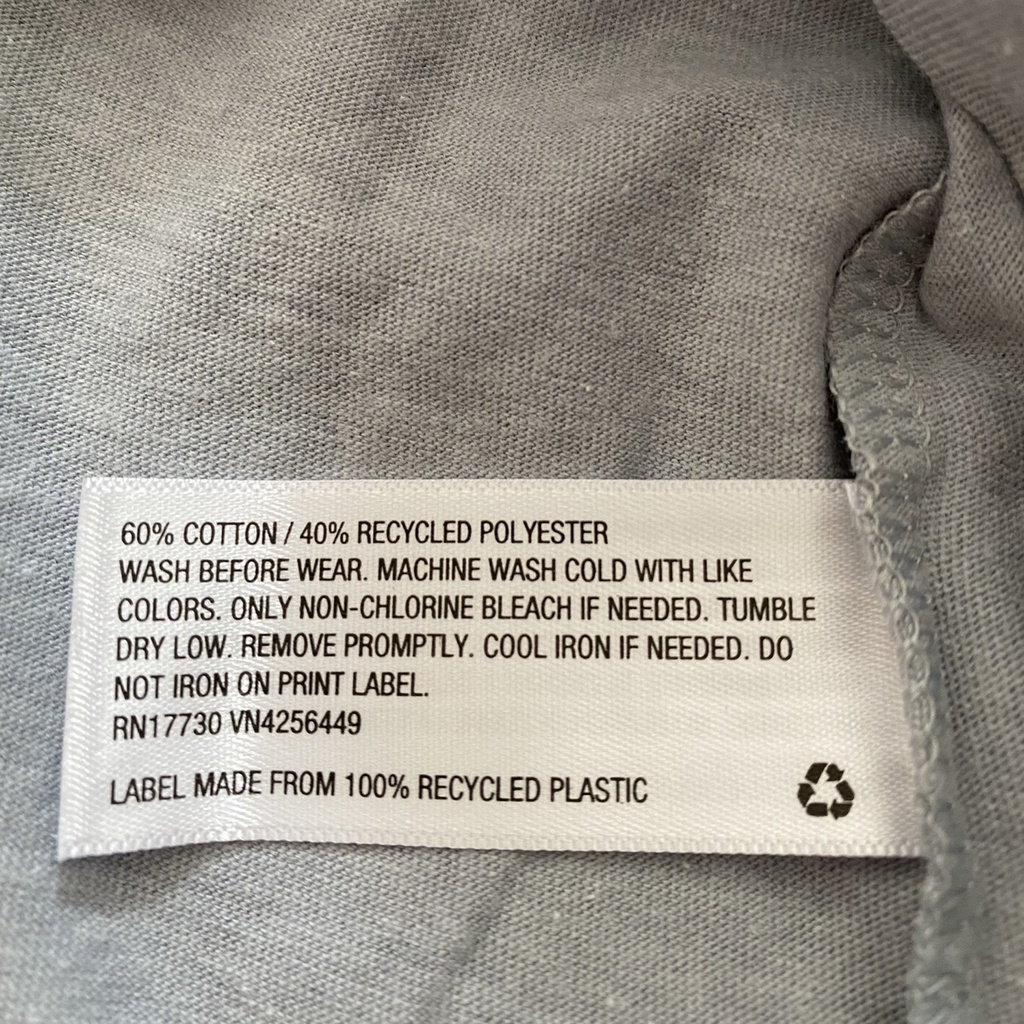 60% COTTON / 40% RECYCLED POLYESTER
WASH BEFORE WEAR. MACHINE WASH COLD WITH LIKE
COLORS. ONLY NON-CHLORINE BLEACH IF NEEDED. TUMBLE
DRY LOW. REMOVE PROMPTLY. COOL IRON IF NEEDED. DO
NOT IRON ON PRINT LABEL.
RN17730 VN4256449
LABEL MADE FROM 100% RECYCLED PLASTIC